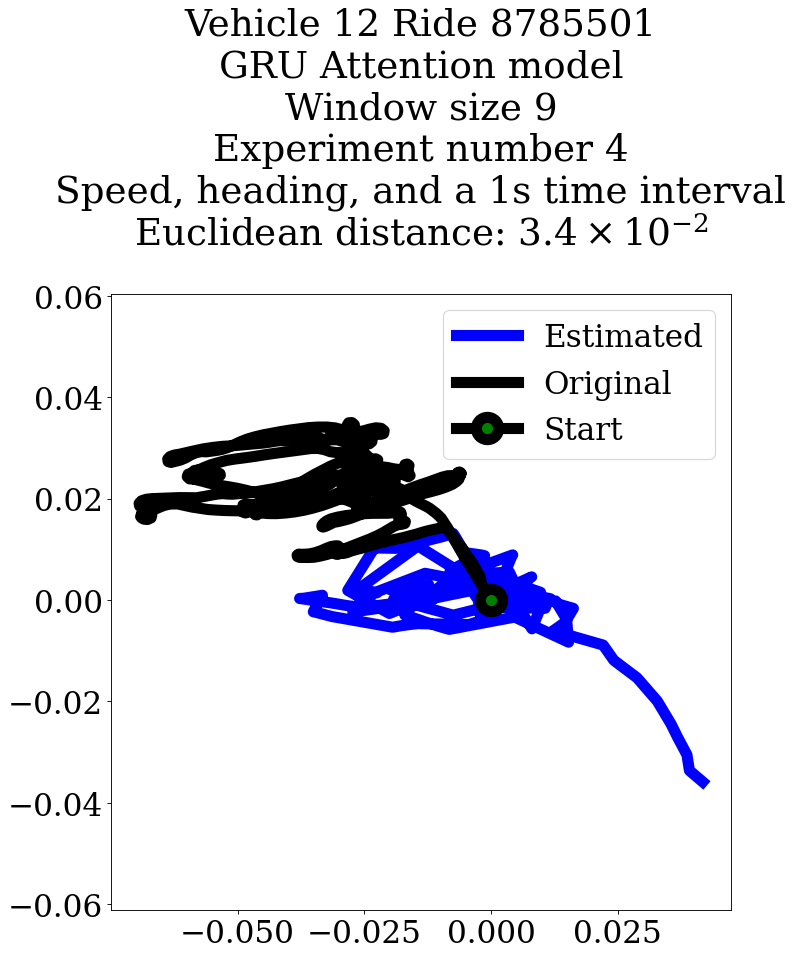 Vehicle 12 Ride 8785501
GRU Attention model
Window size 9
Experiment number 4
Speed, heading, and a 1s time interval
Euclidean distance: 3.4 × 10⁻²
Estimated
Original
Start
0.06
0.04
0.02
0.00
−0.02
−0.04
−0.06
−0.050 −0.025 0.000 0.025